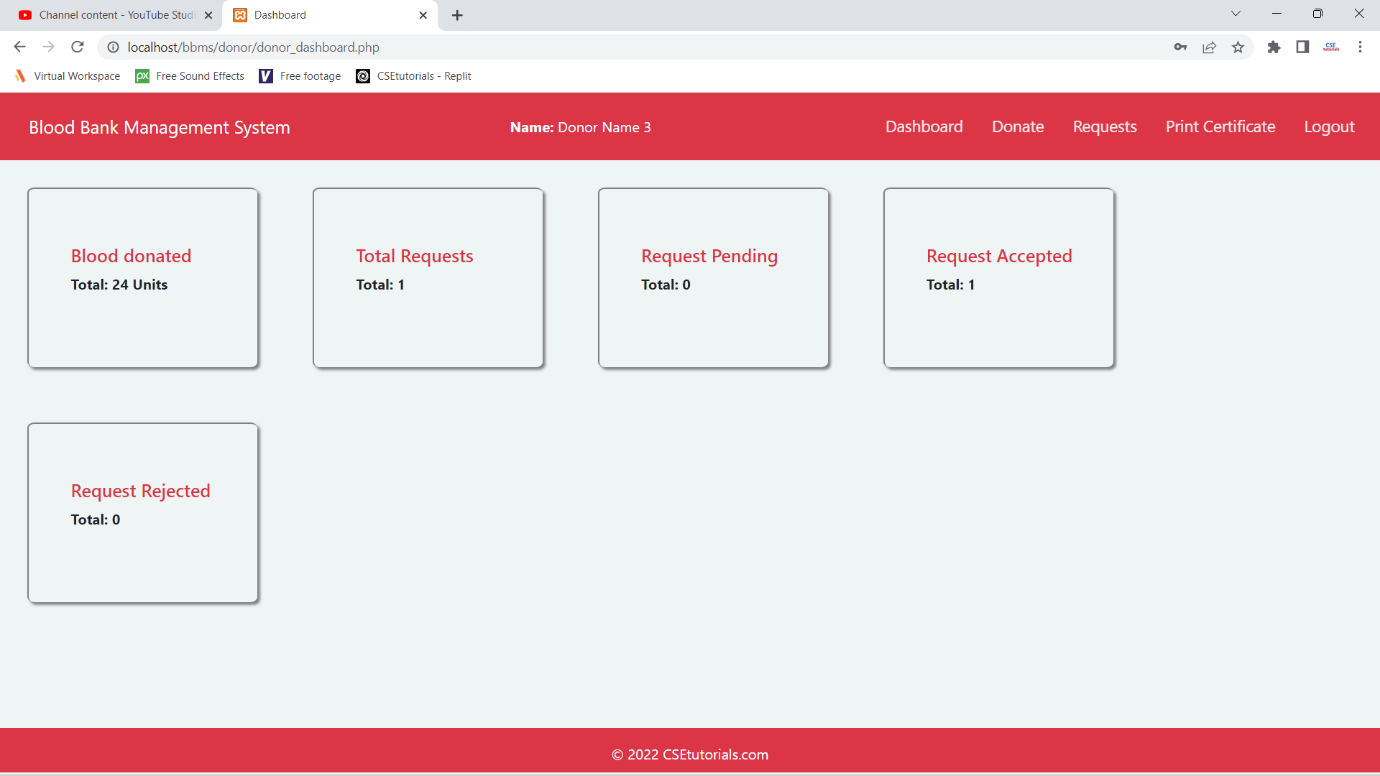 Channel content - YouTube Stud
Dashboard
localhost/bbms/donor/donor_dashboard.php
Virtual Workspace
px Free Sound Effects
V Free footage
CSEtutorials - Replit
Blood Bank Management System
Name: Donor Name 3
Dashboard Donate Requests Print Certificate Logout
Blood donated
Total: 24 Units
Total Requests
Total: 1
Request Pending
Total: 0
Request Accepted
Total: 1
Request Rejected
Total: 0
© 2022 CSEtutorials.com